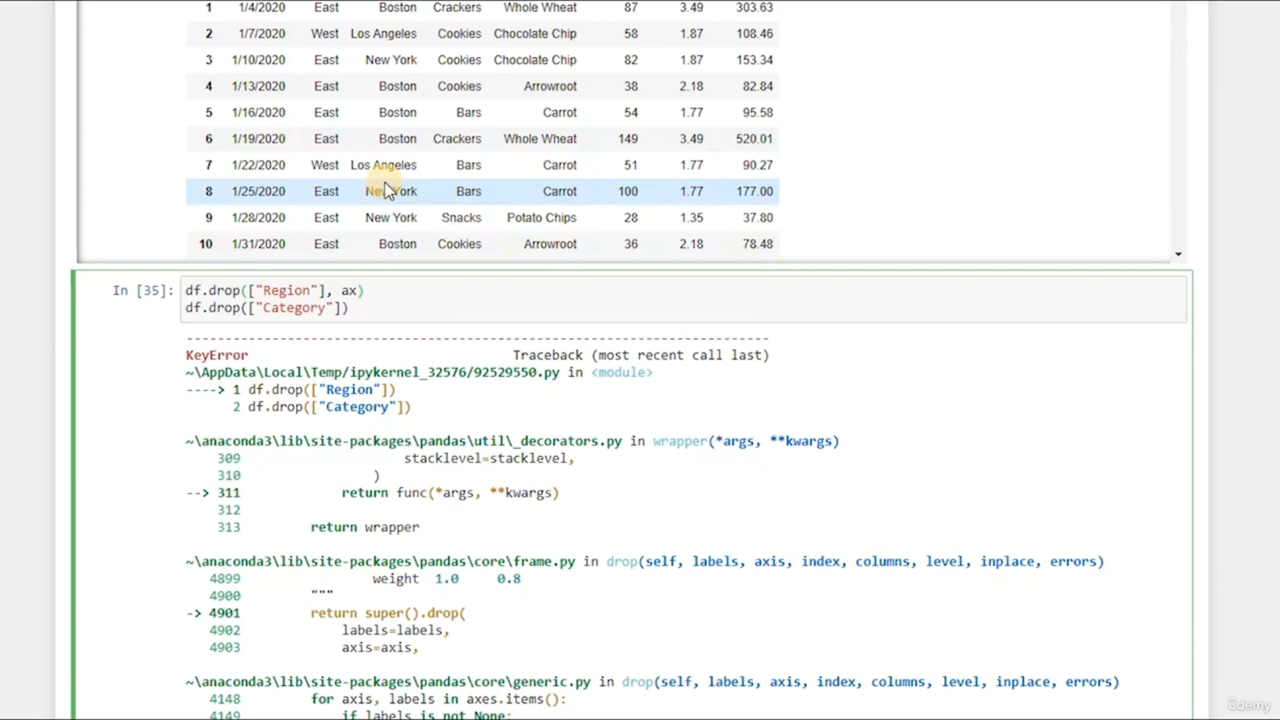 1 1/4/2020 East Boston Crackers Whole Wheat 87 3.49 303.63
2 1/7/2020 West Los Angeles Cookies Chocolate Chip 58 1.87 108.46
3 1/10/2020 East New York Cookies Chocolate Chip 82 1.87 153.34
4 1/13/2020 East Boston Cookies Arrowroot 38 2.18 82.84
5 1/16/2020 East Boston Bars Carrot 54 1.77 95.58
6 1/19/2020 East Boston Crackers Whole Wheat 149 3.49 520.01
7 1/22/2020 West Los Angeles Bars Carrot 51 1.77 90.27
8 1/25/2020 East New York Bars Carrot 100 1.77 177.00
9 1/28/2020 East New York Snacks Potato Chips 28 1.35 37.80
10 1/31/2020 East Boston Cookies Arrowroot 36 2.18 78.48
In [35]: df.drop(["Region"], ax)
df.drop(["Category"])
---------------------------------------------------------------------------
KeyError Traceback (most recent call last)
~\AppData\Local\Temp/ipykernel_32576/92529550.py in <module>
----> 1 df.drop(["Region"])
2 df.drop(["Category"])
~\anaconda3\lib\site-packages\pandas\util\_decorators.py in wrapper(*args, **kwargs)
309 stacklevel=stacklevel,
310 )
--> 311 return func(*args, **kwargs)
312
313 return wrapper
~\anaconda3\lib\site-packages\pandas\core\frame.py in drop(self, labels, axis, index, columns, level, inplace, errors)
4899 weight 1.0 0.8
4900 """
-> 4901 return super().drop(
4902 labels=labels,
4903 axis=axis,
~\anaconda3\lib\site-packages\pandas\core\generic.py in drop(self, labels, axis, index, columns, level, inplace, errors)
4148 for axis, labels in axes.items():
4149 if labels is not None:
ûdemy